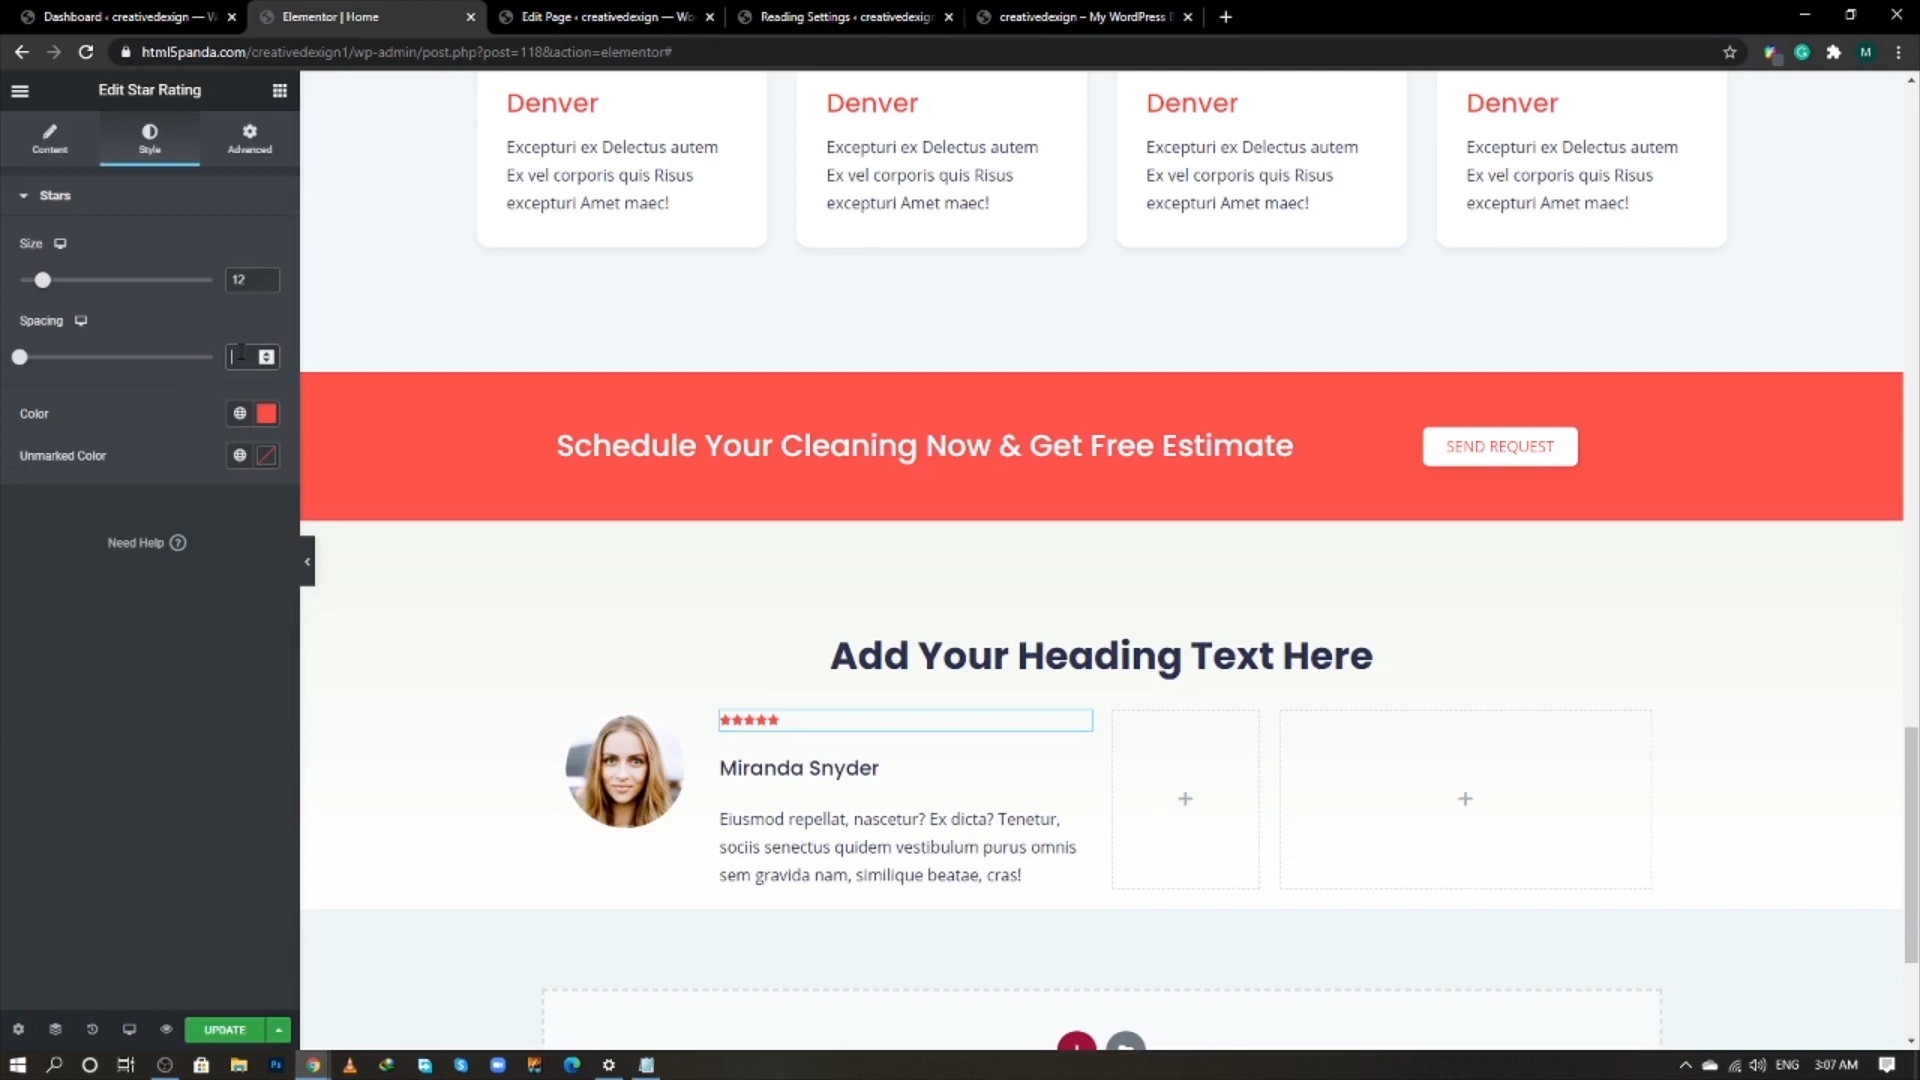 Dashboard ‹ creativedexign — W
Elementor | Home
Edit Page ‹ creativedexign — Wo
Reading Settings ‹ creativedexign
creativedexign – My WordPress B
html5panda.com/creativedexign1/wp-admin/post.php?post=118&action=elementor#
M
Edit Star Rating
Content
Style
Advanced
Stars
Size
12
Spacing
Color
Unmarked Color
Need Help
UPDATE
Denver
Excepturi ex Delectus autem
Ex vel corporis quis Risus
excepturi Amet maec!
Denver
Excepturi ex Delectus autem
Ex vel corporis quis Risus
excepturi Amet maec!
Denver
Excepturi ex Delectus autem
Ex vel corporis quis Risus
excepturi Amet maec!
Denver
Excepturi ex Delectus autem
Ex vel corporis quis Risus
excepturi Amet maec!
Schedule Your Cleaning Now & Get Free Estimate
SEND REQUEST
Add Your Heading Text Here
Miranda Snyder
Eiusmod repellat, nascetur? Ex dicta? Tenetur,
sociis senectus quidem vestibulum purus omnis
sem gravida nam, similique beatae, cras!
Ps
ENG
3:07 AM